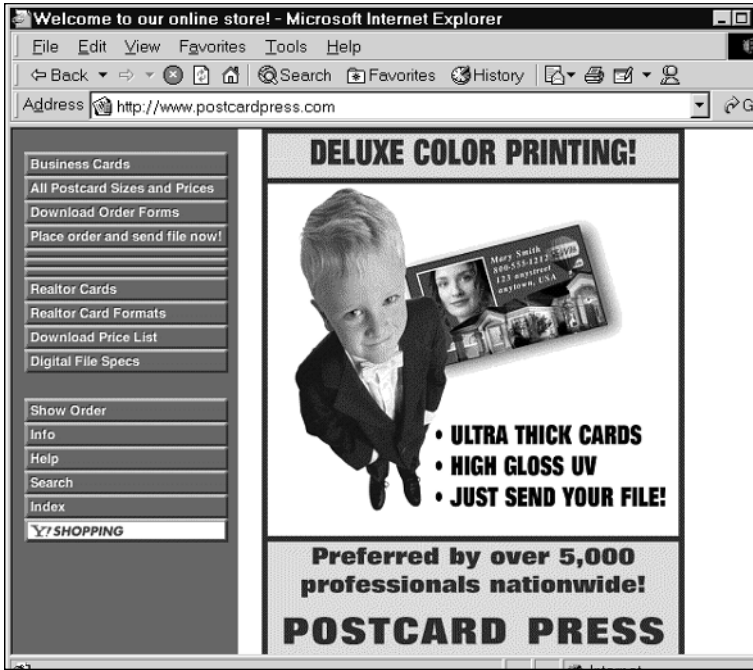 Welcome to our online store! - Microsoft Internet Explorer
File Edit View Favorites Tools Help
Back Search Favorites History
Address http://www.postcardpress.com
Business Cards
All Postcard Sizes and Prices
Download Order Forms
Place order and send file now!
Realtor Cards
Realtor Card Formats
Download Price List
Digital File Specs
Show Order
Info
Help
Search
Index
Y! SHOPPING
DELUXE COLOR PRINTING!
Mary Smith
800-555-1212
123 anystreet
anytown, USA
• ULTRA THICK CARDS
• HIGH GLOSS UV
• JUST SEND YOUR FILE!
Preferred by over 5,000
professionals nationwide!
POSTCARD PRESS